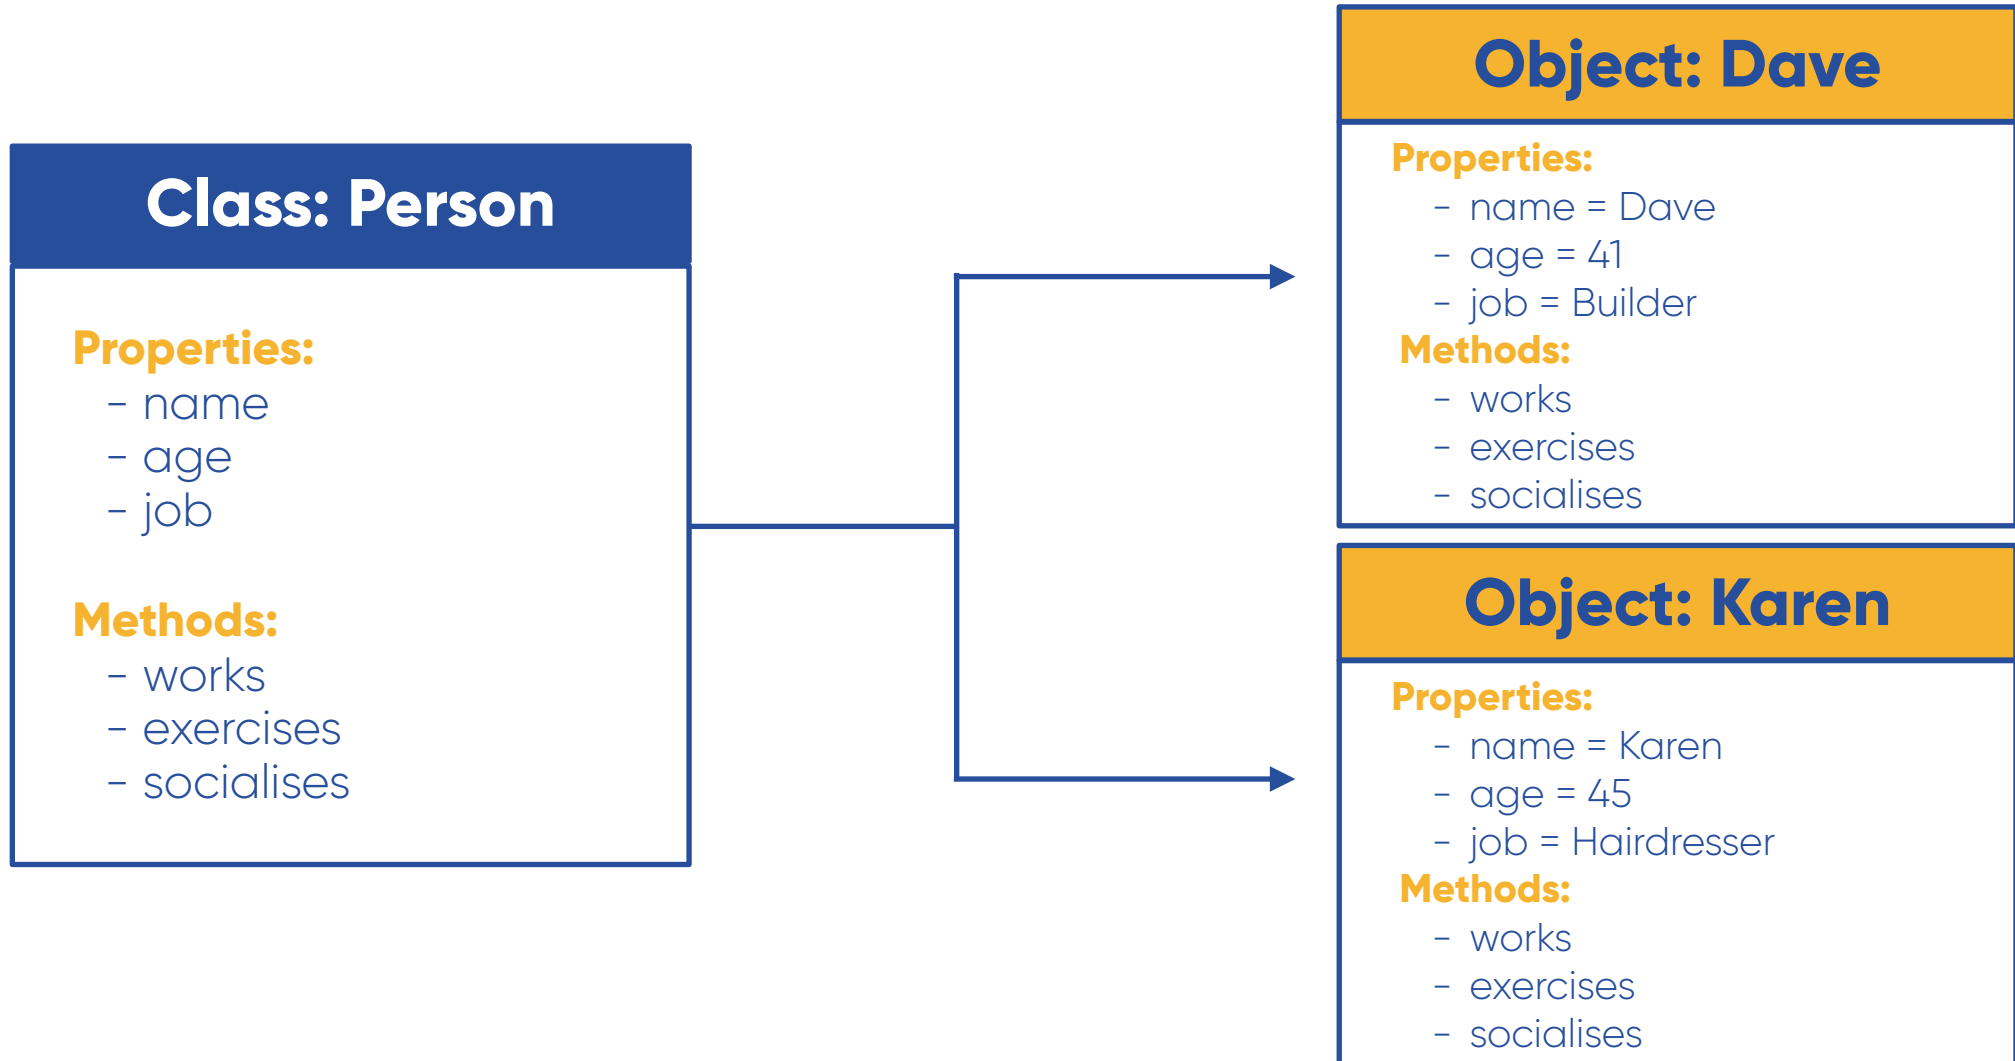 Class: Person
Properties:
- name
- age
- job
Methods:
- works
- exercises
- socialises
Object: Dave
Properties:
- name = Dave
- age = 41
- job = Builder
Methods:
- works
- exercises
- socialises
Object: Karen
Properties:
- name = Karen
- age = 45
- job = Hairdresser
Methods:
- works
- exercises
- socialises